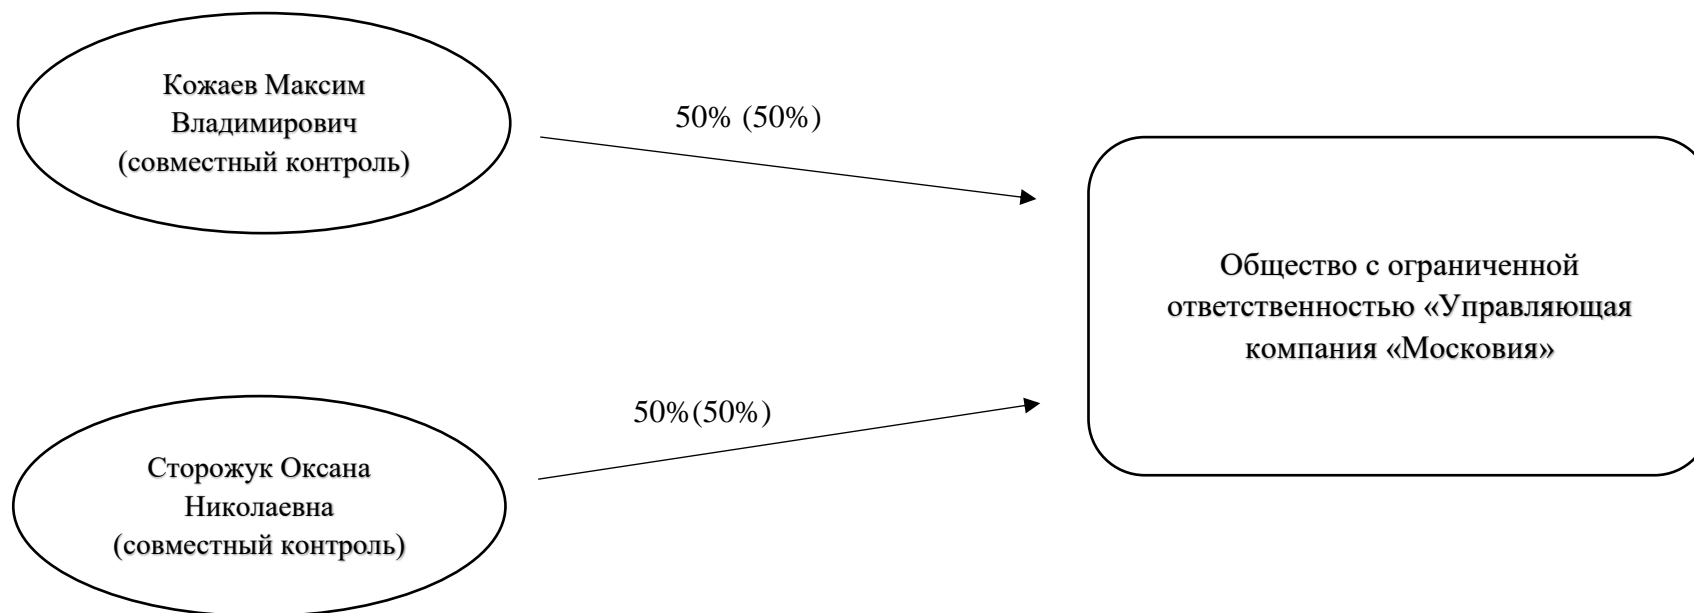 Кожаев Максим
Владимирович
(совместный контроль)
50% (50%)
Общество с ограниченной
ответственностью «Управляющая
компания «Московия»
50%(50%)
Сторожук Оксана
Николаевна
(совместный контроль)